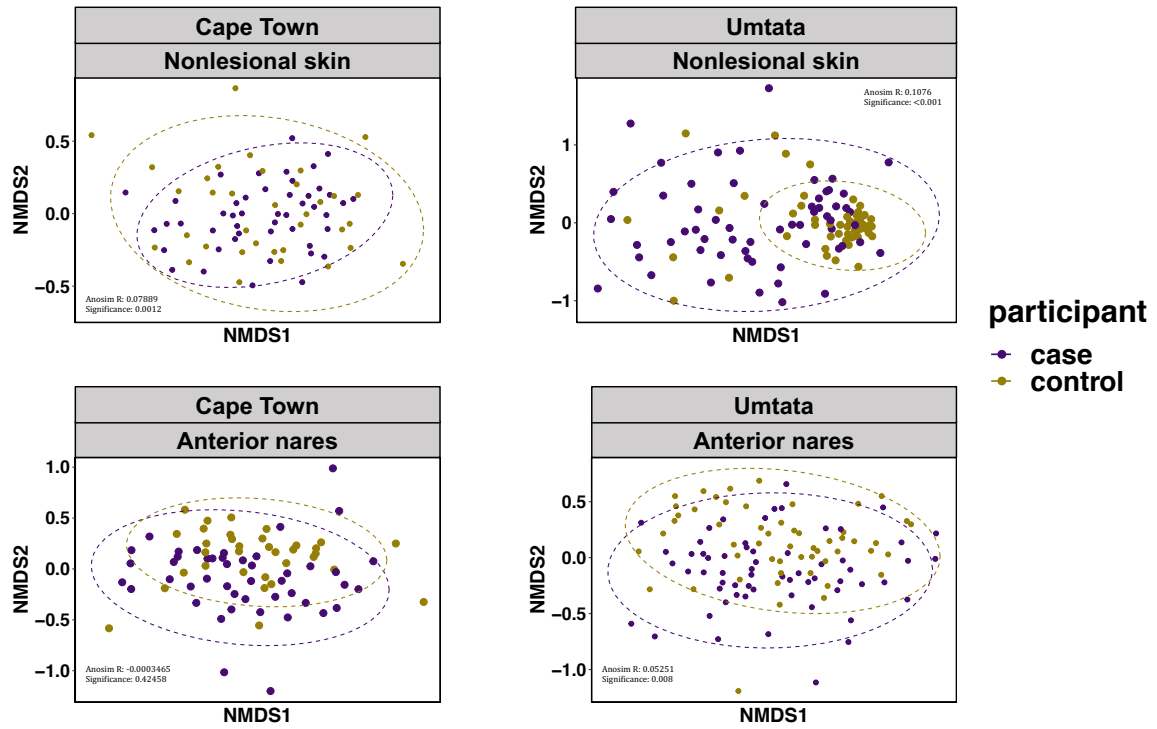 Cape Town
Nonlesional skin
NMDS2
0.5
0.0
−0.5
Anosim R: 0.07889
Significance: 0.0012
NMDS1
Umtata
Nonlesional skin
NMDS2
1
0
−1
Anosim R: 0.1076
Significance: <0.001
NMDS1
participant
case
control
Cape Town
Anterior nares
NMDS2
1.0
0.5
0.0
−0.5
−1.0
Anosim R: -0.0003465
Significance: 0.42458
NMDS1
Umtata
Anterior nares
NMDS2
0.5
0.0
−0.5
−1.0
Anosim R: 0.05251
Significance: 0.008
NMDS1